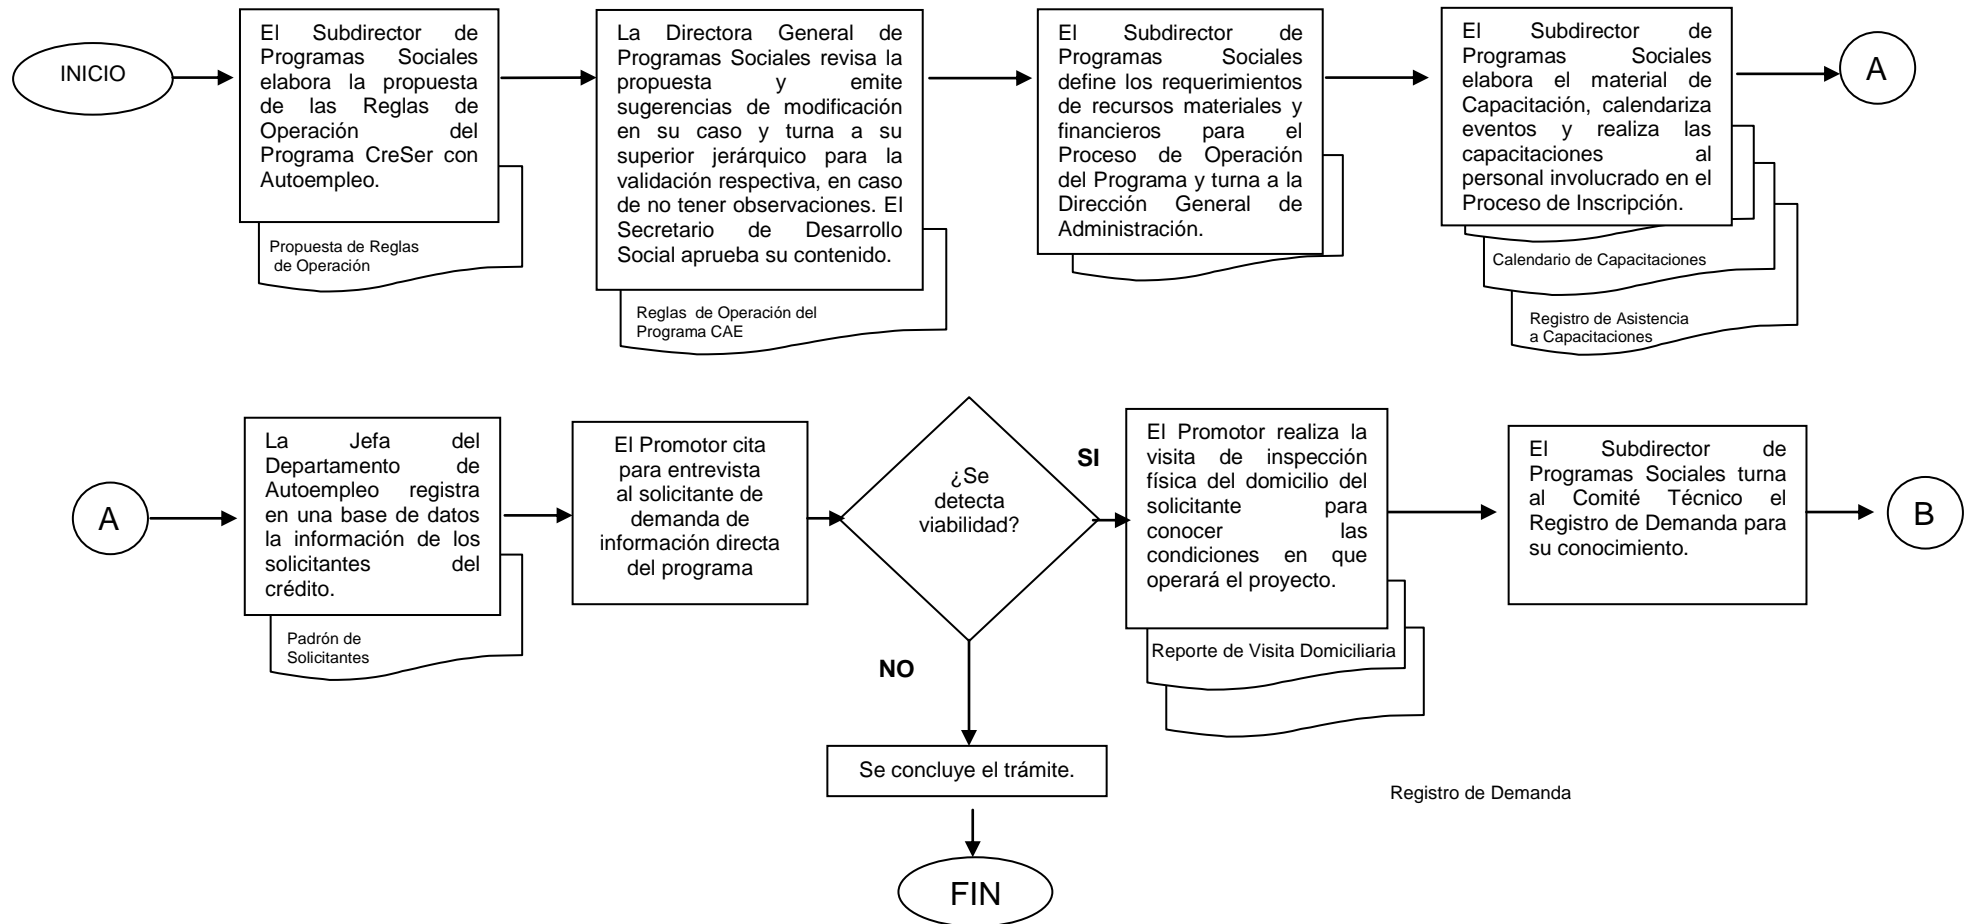 INICIO
El Subdirector de
Programas Sociales
elabora la propuesta
de las Reglas de
Operación del
Programa CreSer con
Autoempleo.
Propuesta de Reglas
de Operación
La Directora General de
Programas Sociales revisa la
propuesta y emite
sugerencias de modificación
en su caso y turna a su
superior jerárquico para la
validación respectiva, en caso
de no tener observaciones. El
Secretario de Desarrollo
Social aprueba su contenido.
Reglas de Operación del
Programa CAE
El Subdirector de
Programas Sociales
define los requerimientos
de recursos materiales y
financieros para el
Proceso de Operación
del Programa y turna a la
Dirección General de
Administración.
El Subdirector de
Programas Sociales
elabora el material de
Capacitación, calendariza
eventos y realiza las
capacitaciones al
personal involucrado en el
Proceso de Inscripción.
Calendario de Capacitaciones
Registro de Asistencia
a Capacitaciones
A
A
La Jefa del
Departamento de
Autoempleo registra
en una base de datos
la información de los
solicitantes del
crédito.
Padrón de
Solicitantes
El Promotor cita
para entrevista
al solicitante de
demanda de
información directa
del programa
¿Se
detecta
viabilidad?
SI
NO
El Promotor realiza la
visita de inspección
física del domicilio del
solicitante para
conocer las
condiciones en que
operará el proyecto.
Reporte de Visita Domiciliaria
El Subdirector de
Programas Sociales turna
al Comité Técnico el
Registro de Demanda para
su conocimiento.
B
Se concluye el trámite.
Registro de Demanda
FIN